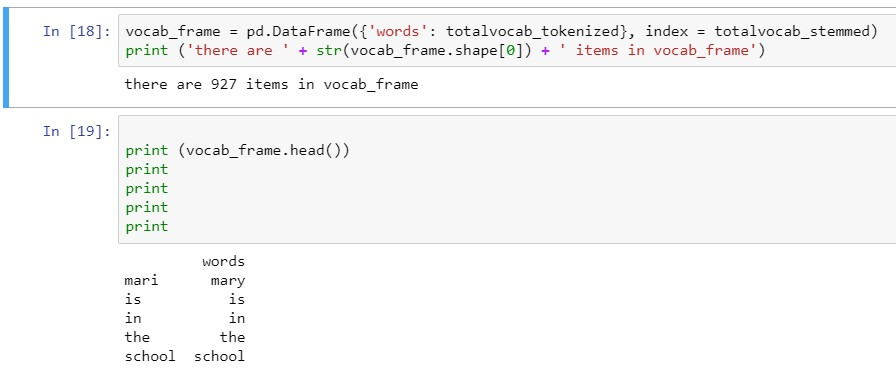 In [18]: vocab_frame = pd.DataFrame({'words': totalvocab_tokenized}, index = totalvocab_stemmed)
print ('there are ' + str(vocab_frame.shape[0]) + ' items in vocab_frame')
there are 927 items in vocab_frame
In [19]:
print (vocab_frame.head())
print
print
print
print
words
mari mary
is is
in in
the the
school school